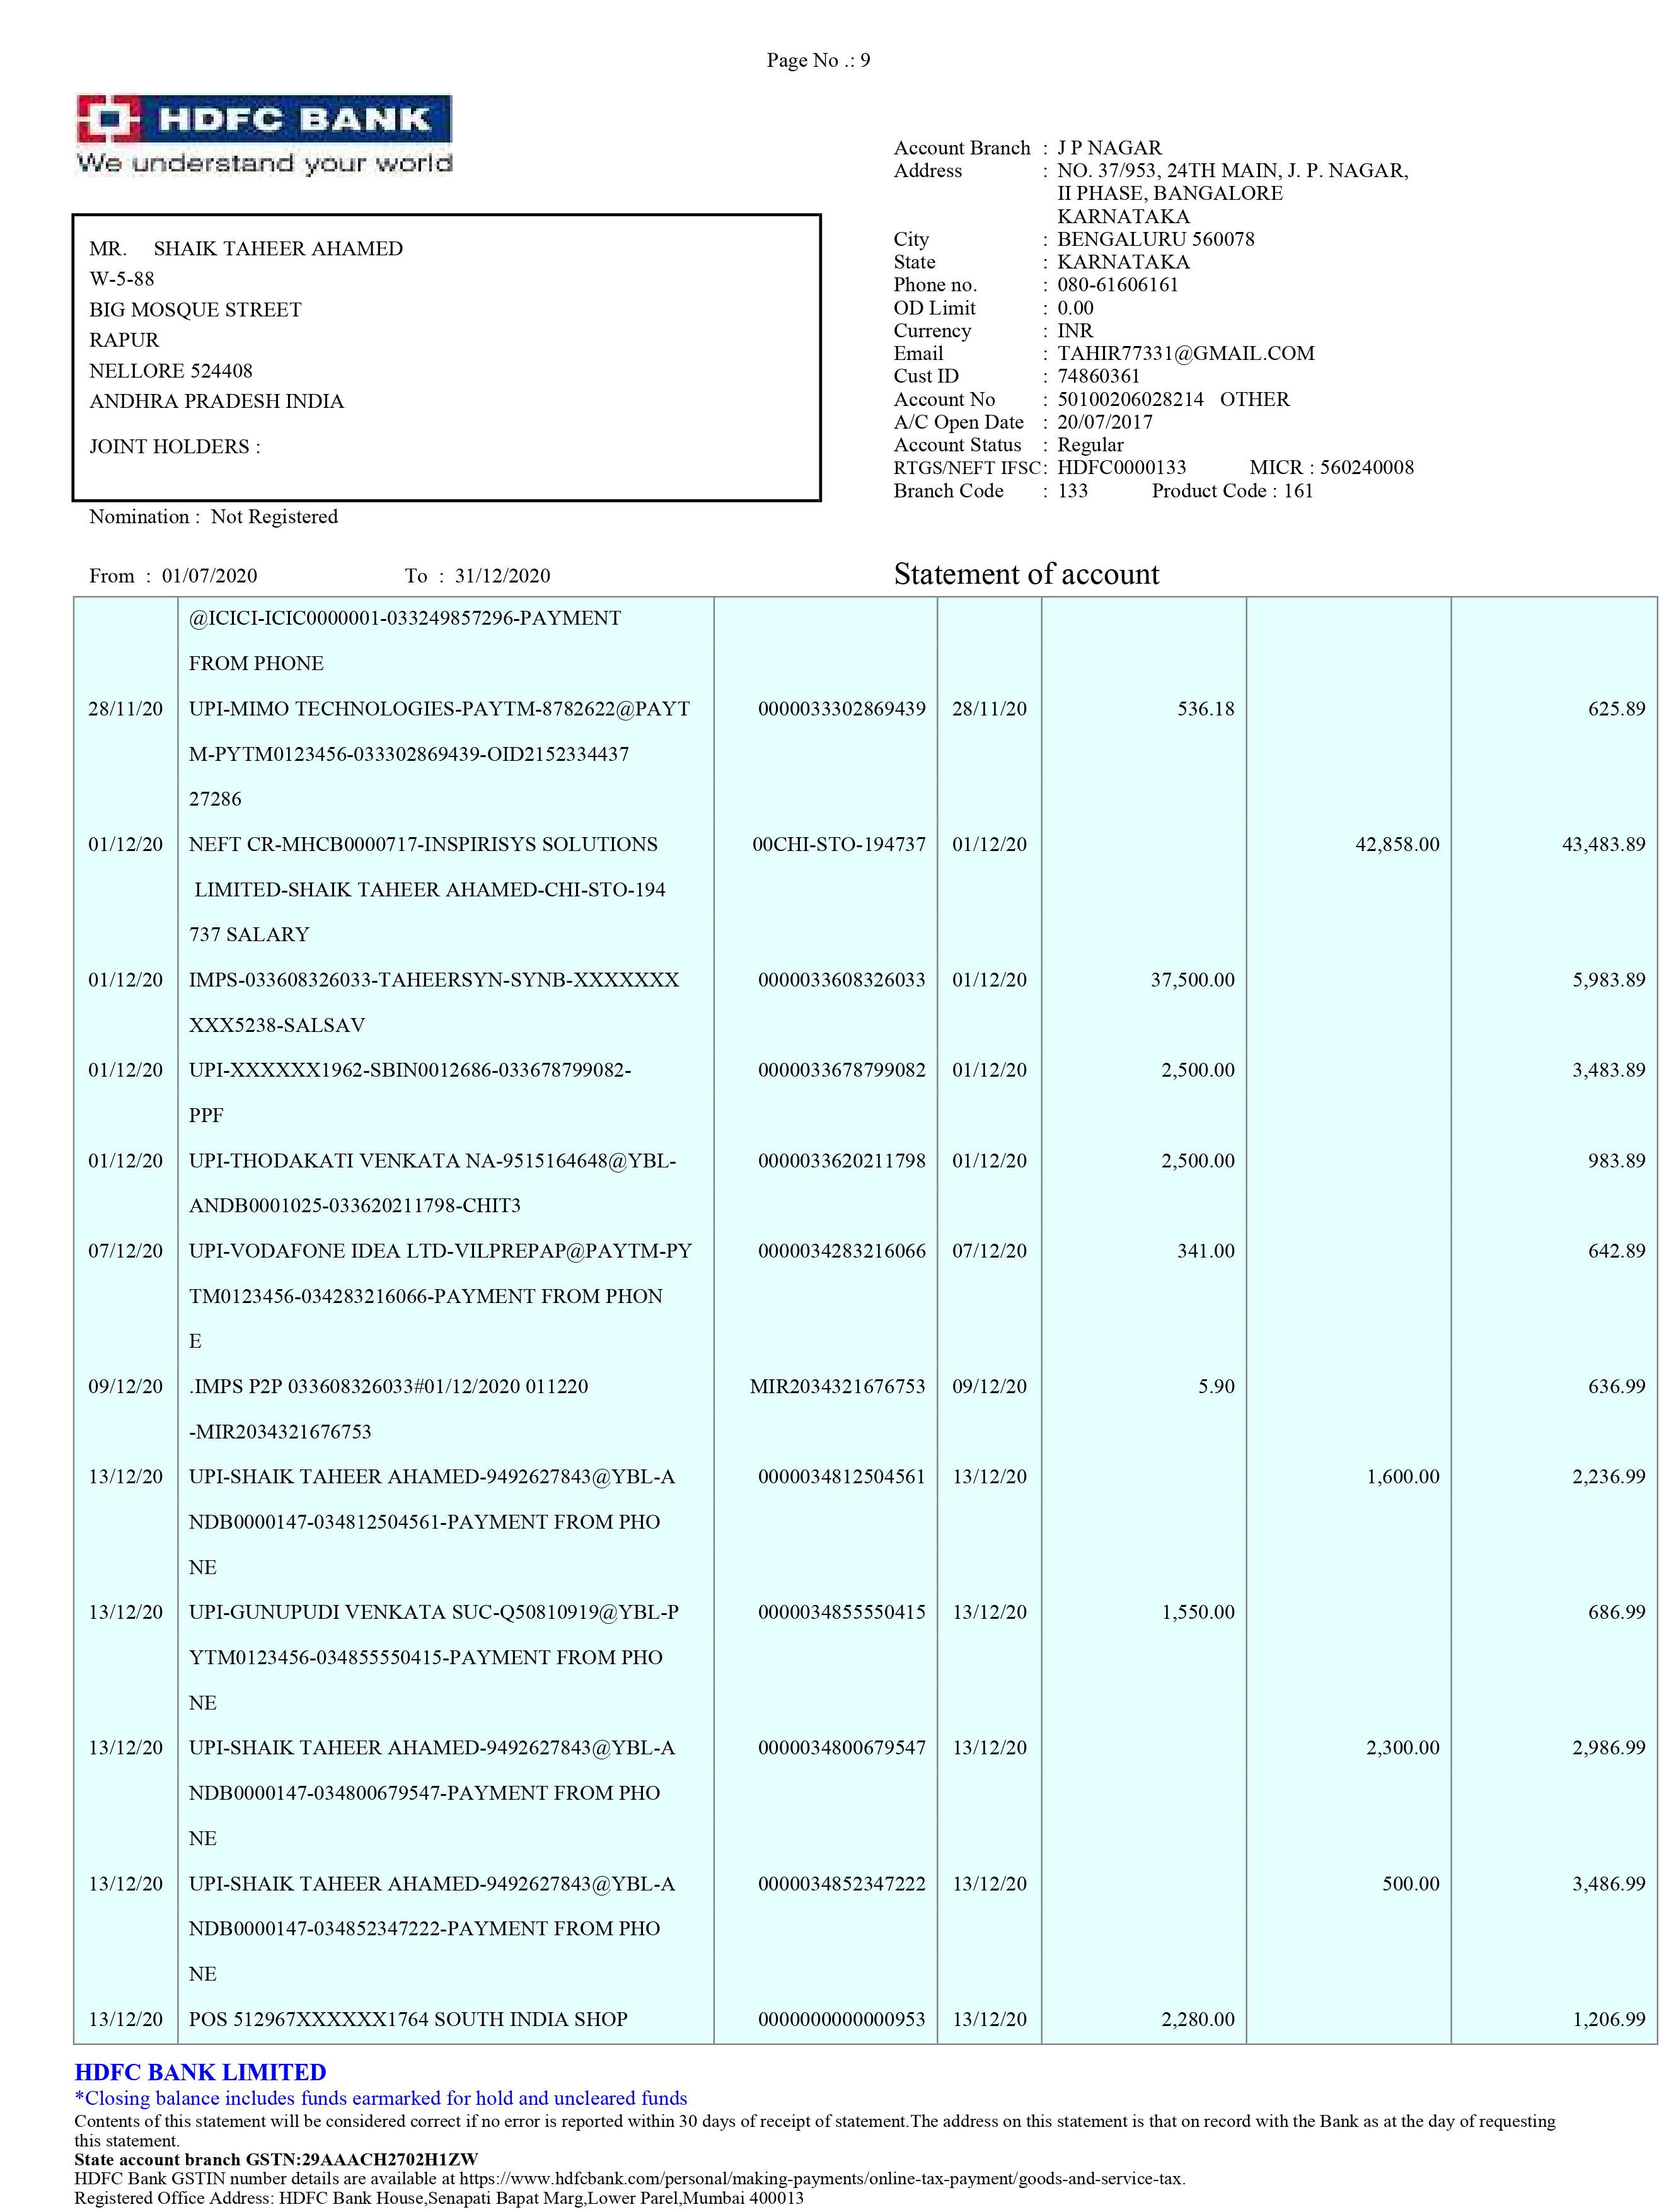 Page No .: 9
HDFC BANK
We understand your world
Account Branch : J P NAGAR
Address : NO. 37/953, 24TH MAIN, J. P. NAGAR,
II PHASE, BANGALORE
KARNATAKA
City : BENGALURU 560078
State : KARNATAKA
Phone no. : 080-61606161
OD Limit : 0.00
Currency : INR
Email : TAHIR77331@GMAIL.COM
Cust ID : 74860361
Account No : 50100206028214 OTHER
A/C Open Date : 20/07/2017
Account Status : Regular
RTGS/NEFT IFSC : HDFC0000133 MICR : 560240008
Branch Code : 133 Product Code : 161
MR. SHAIK TAHEER AHAMED
W-5-88
BIG MOSQUE STREET
RAPUR
NELLORE 524408
ANDHRA PRADESH INDIA
JOINT HOLDERS :
Nomination : Not Registered
From : 01/07/2020 To : 31/12/2020 Statement of account
@ICICI-ICIC0000001-033249857296-PAYMENT
FROM PHONE
28/11/20 UPI-MIMO TECHNOLOGIES-PAYTM-8782622@PAYT 0000033302869439 28/11/20 536.18 625.89
M-PYTM0123456-033302869439-OID2152334437
27286
01/12/20 NEFT CR-MHCB0000717-INSPIRISYS SOLUTIONS 00CHI-STO-194737 01/12/20 42,858.00 43,483.89
LIMITED-SHAIK TAHEER AHAMED-CHI-STO-194
737 SALARY
01/12/20 IMPS-033608326033-TAHEERSYN-SYNB-XXXXXXX 0000033608326033 01/12/20 37,500.00 5,983.89
XXX5238-SALSAV
01/12/20 UPI-XXXXXX1962-SBIN0012686-033678799082- 0000033678799082 01/12/20 2,500.00 3,483.89
PPF
01/12/20 UPI-THODAKATI VENKATA NA-9515164648@YBL- 0000033620211798 01/12/20 2,500.00 983.89
ANDB0001025-033620211798-CHIT3
07/12/20 UPI-VODAFONE IDEA LTD-VILPREPAP@PAYTM-PY 0000034283216066 07/12/20 341.00 642.89
TM0123456-034283216066-PAYMENT FROM PHON
E
09/12/20 .IMPS P2P 033608326033#01/12/2020 011220 MIR2034321676753 09/12/20 5.90 636.99
-MIR2034321676753
13/12/20 UPI-SHAIK TAHEER AHAMED-9492627843@YBL-A 0000034812504561 13/12/20 1,600.00 2,236.99
NDB0000147-034812504561-PAYMENT FROM PHO
NE
13/12/20 UPI-GUNUPUDI VENKATA SUC-Q50810919@YBL-P 0000034855550415 13/12/20 1,550.00 686.99
YTM0123456-034855550415-PAYMENT FROM PHO
NE
13/12/20 UPI-SHAIK TAHEER AHAMED-9492627843@YBL-A 0000034800679547 13/12/20 2,300.00 2,986.99
NDB0000147-034800679547-PAYMENT FROM PHO
NE
13/12/20 UPI-SHAIK TAHEER AHAMED-9492627843@YBL-A 0000034852347222 13/12/20 500.00 3,486.99
NDB0000147-034852347222-PAYMENT FROM PHO
NE
13/12/20 POS 512967XXXXXX1764 SOUTH INDIA SHOP 0000000000000953 13/12/20 2,280.00 1,206.99
HDFC BANK LIMITED
*Closing balance includes funds earmarked for hold and uncleared funds
Contents of this statement will be considered correct if no error is reported within 30 days of receipt of statement.The address on this statement is that on record with the Bank as at the day of requesting
this statement.
State account branch GSTN:29AAACH2702H1ZW
HDFC Bank GSTIN number details are available at https://www.hdfcbank.com/personal/making-payments/online-tax-payment/goods-and-service-tax.
Registered Office Address: HDFC Bank House,Senapati Bapat Marg,Lower Parel,Mumbai 400013